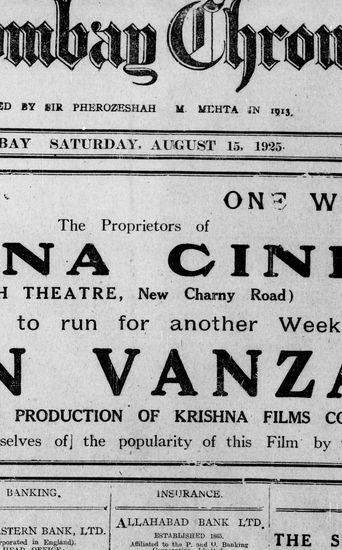 ombay Chron
ED BY SIR PHEROZESHAH M. MEHTA IN 1913.
BAY SATURDAY, AUGUST 15, 1925.
ONE W
The Proprietors of
NA CINE
H THEATRE, New Charny Road)
to run for another Week
N VANZA
PRODUCTION OF KRISHNA FILMS CO
selves of the popularity of this Film by
BANKING.
INSURANCE.
ASTERN BANK, LTD.
rporated in England).
HEAD OFFICE:
ALLAHABAD BANK LTD.
ESTABLISHED 1865.
Affiliated to the P. and O. Banking
THE S